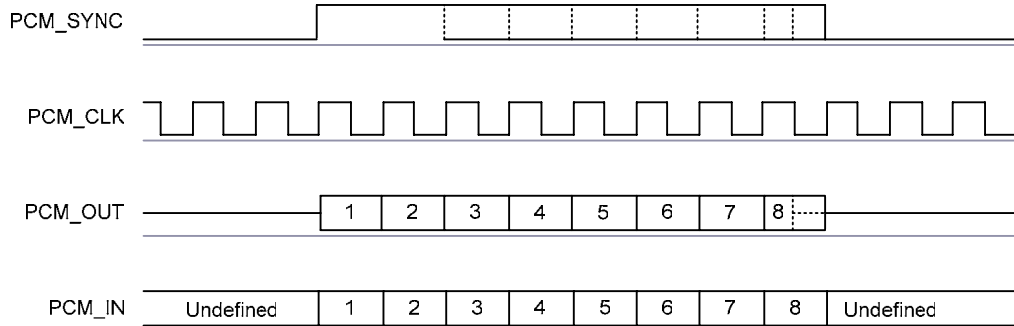 PCM_SYNC
PCM_CLK
PCM_OUT 1 2 3 4 5 6 7 8
PCM_IN Undefined 1 2 3 4 5 6 7 8 Undefined